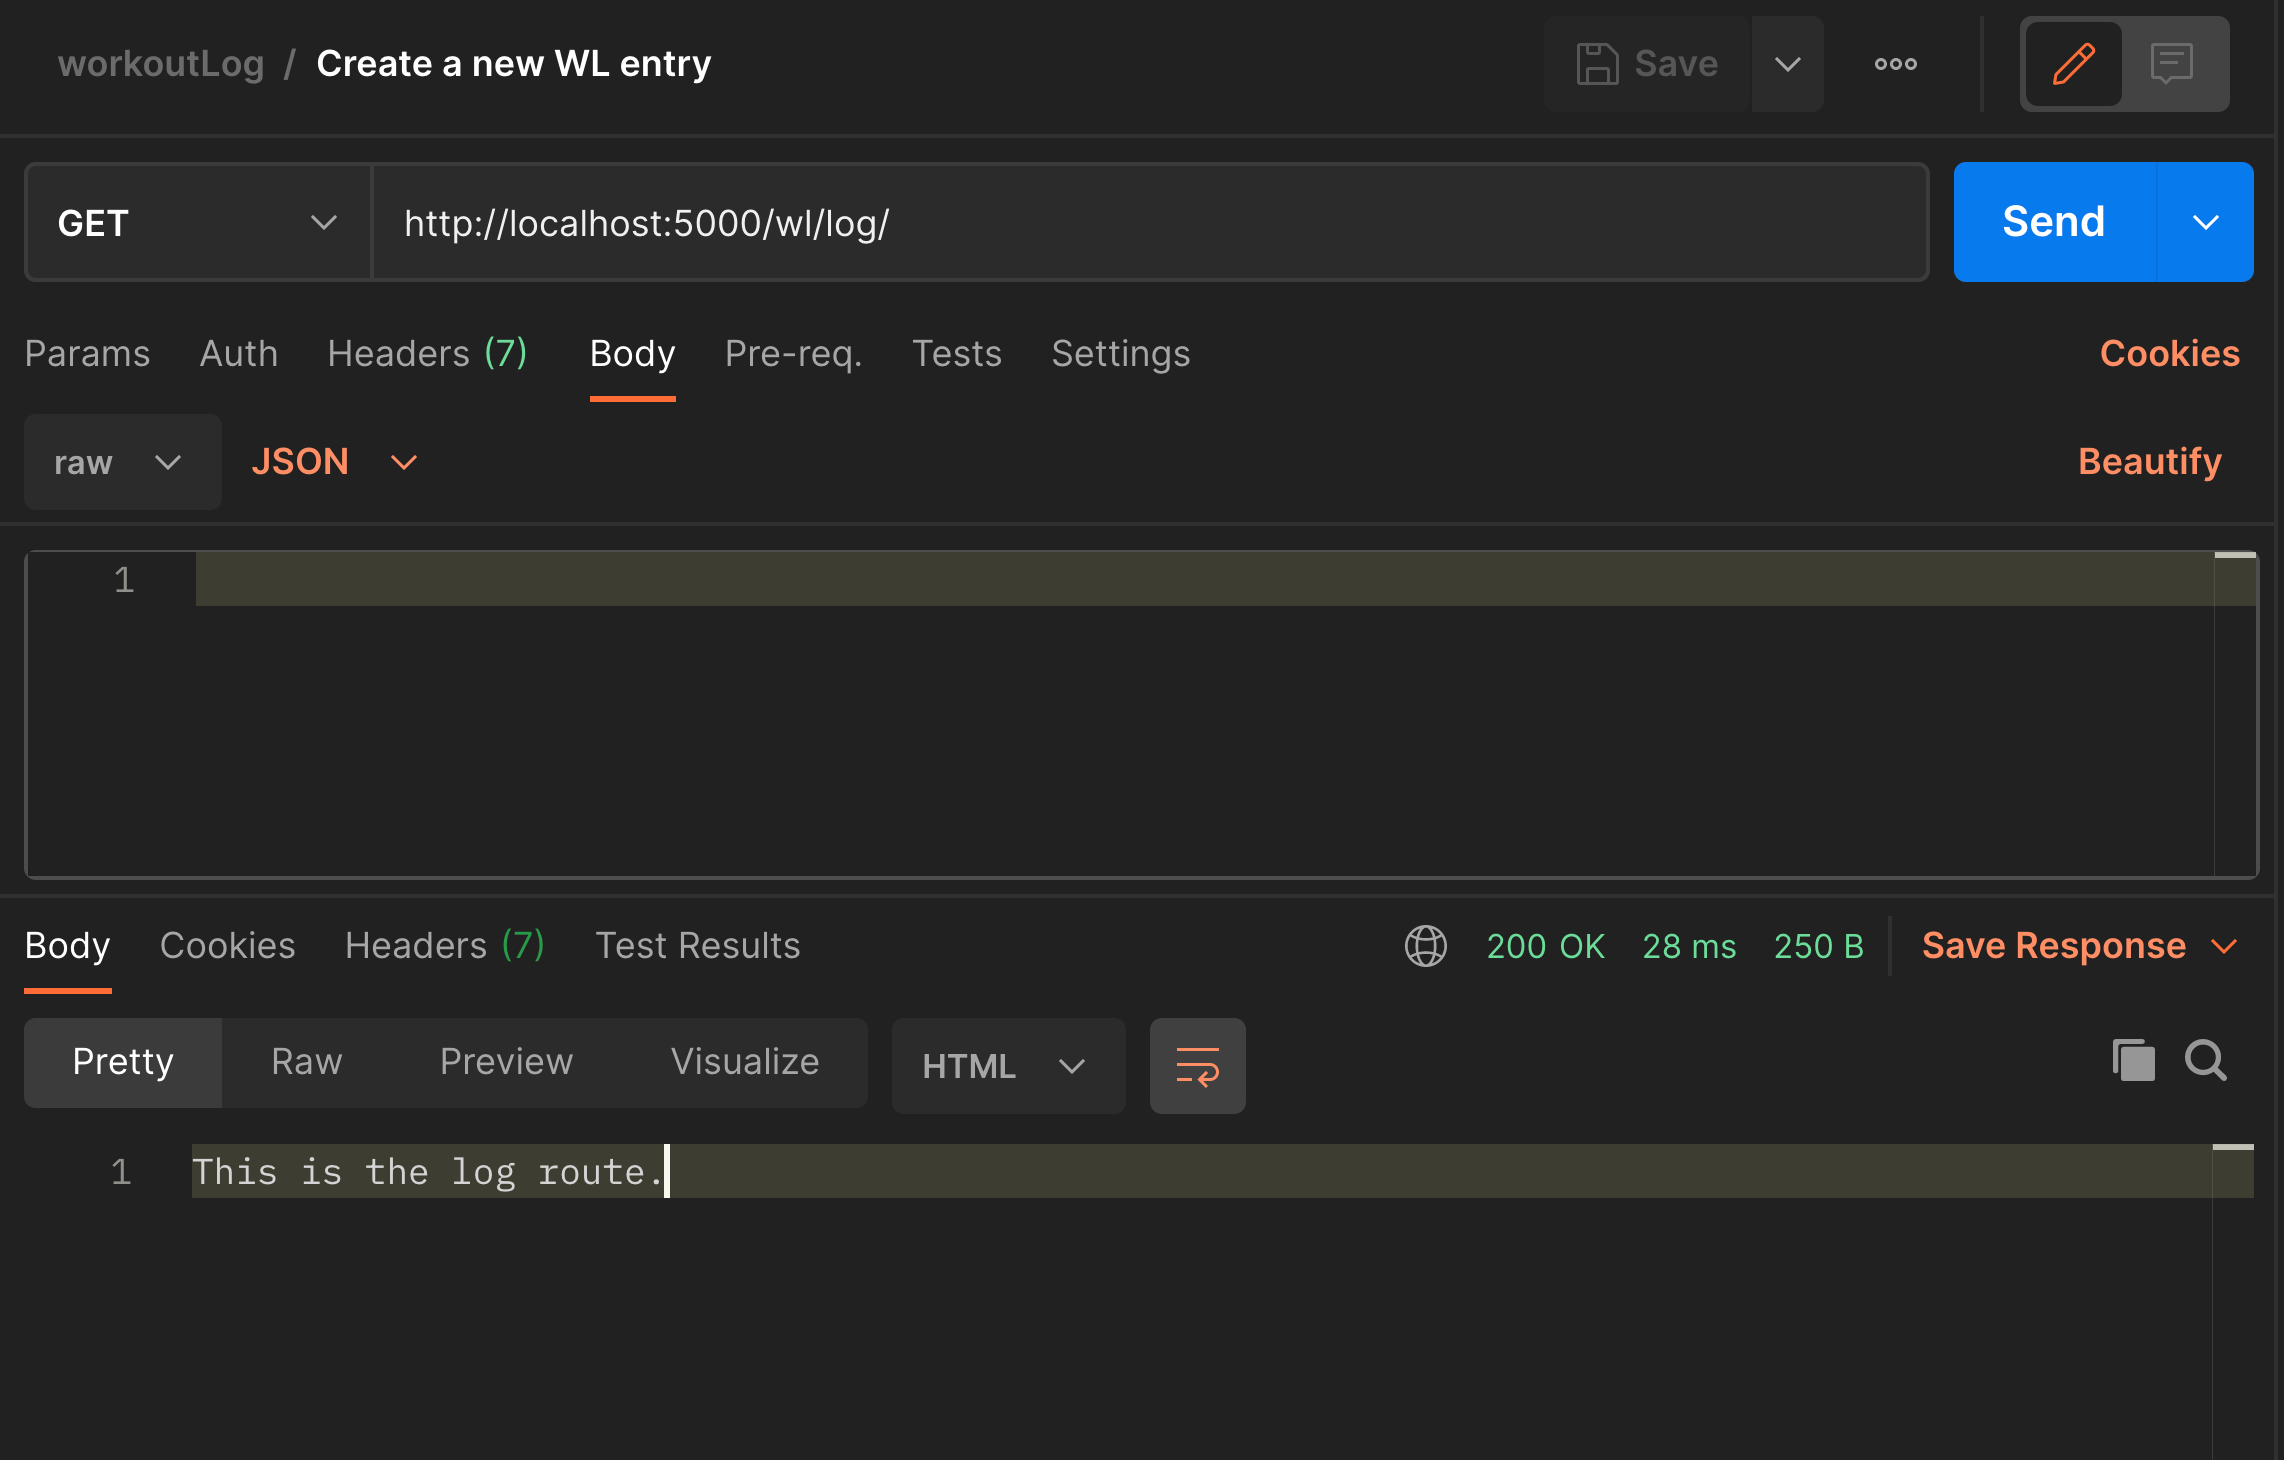 workoutLog / Create a new WL entry
Save
GET
http://localhost:5000/wl/log/
Send
Params Auth Headers (7) Body Pre-req. Tests Settings Cookies
raw JSON Beautify
1
Body Cookies Headers (7) Test Results 200 OK 28 ms 250 B Save Response
Pretty Raw Preview Visualize HTML
1 This is the log route.